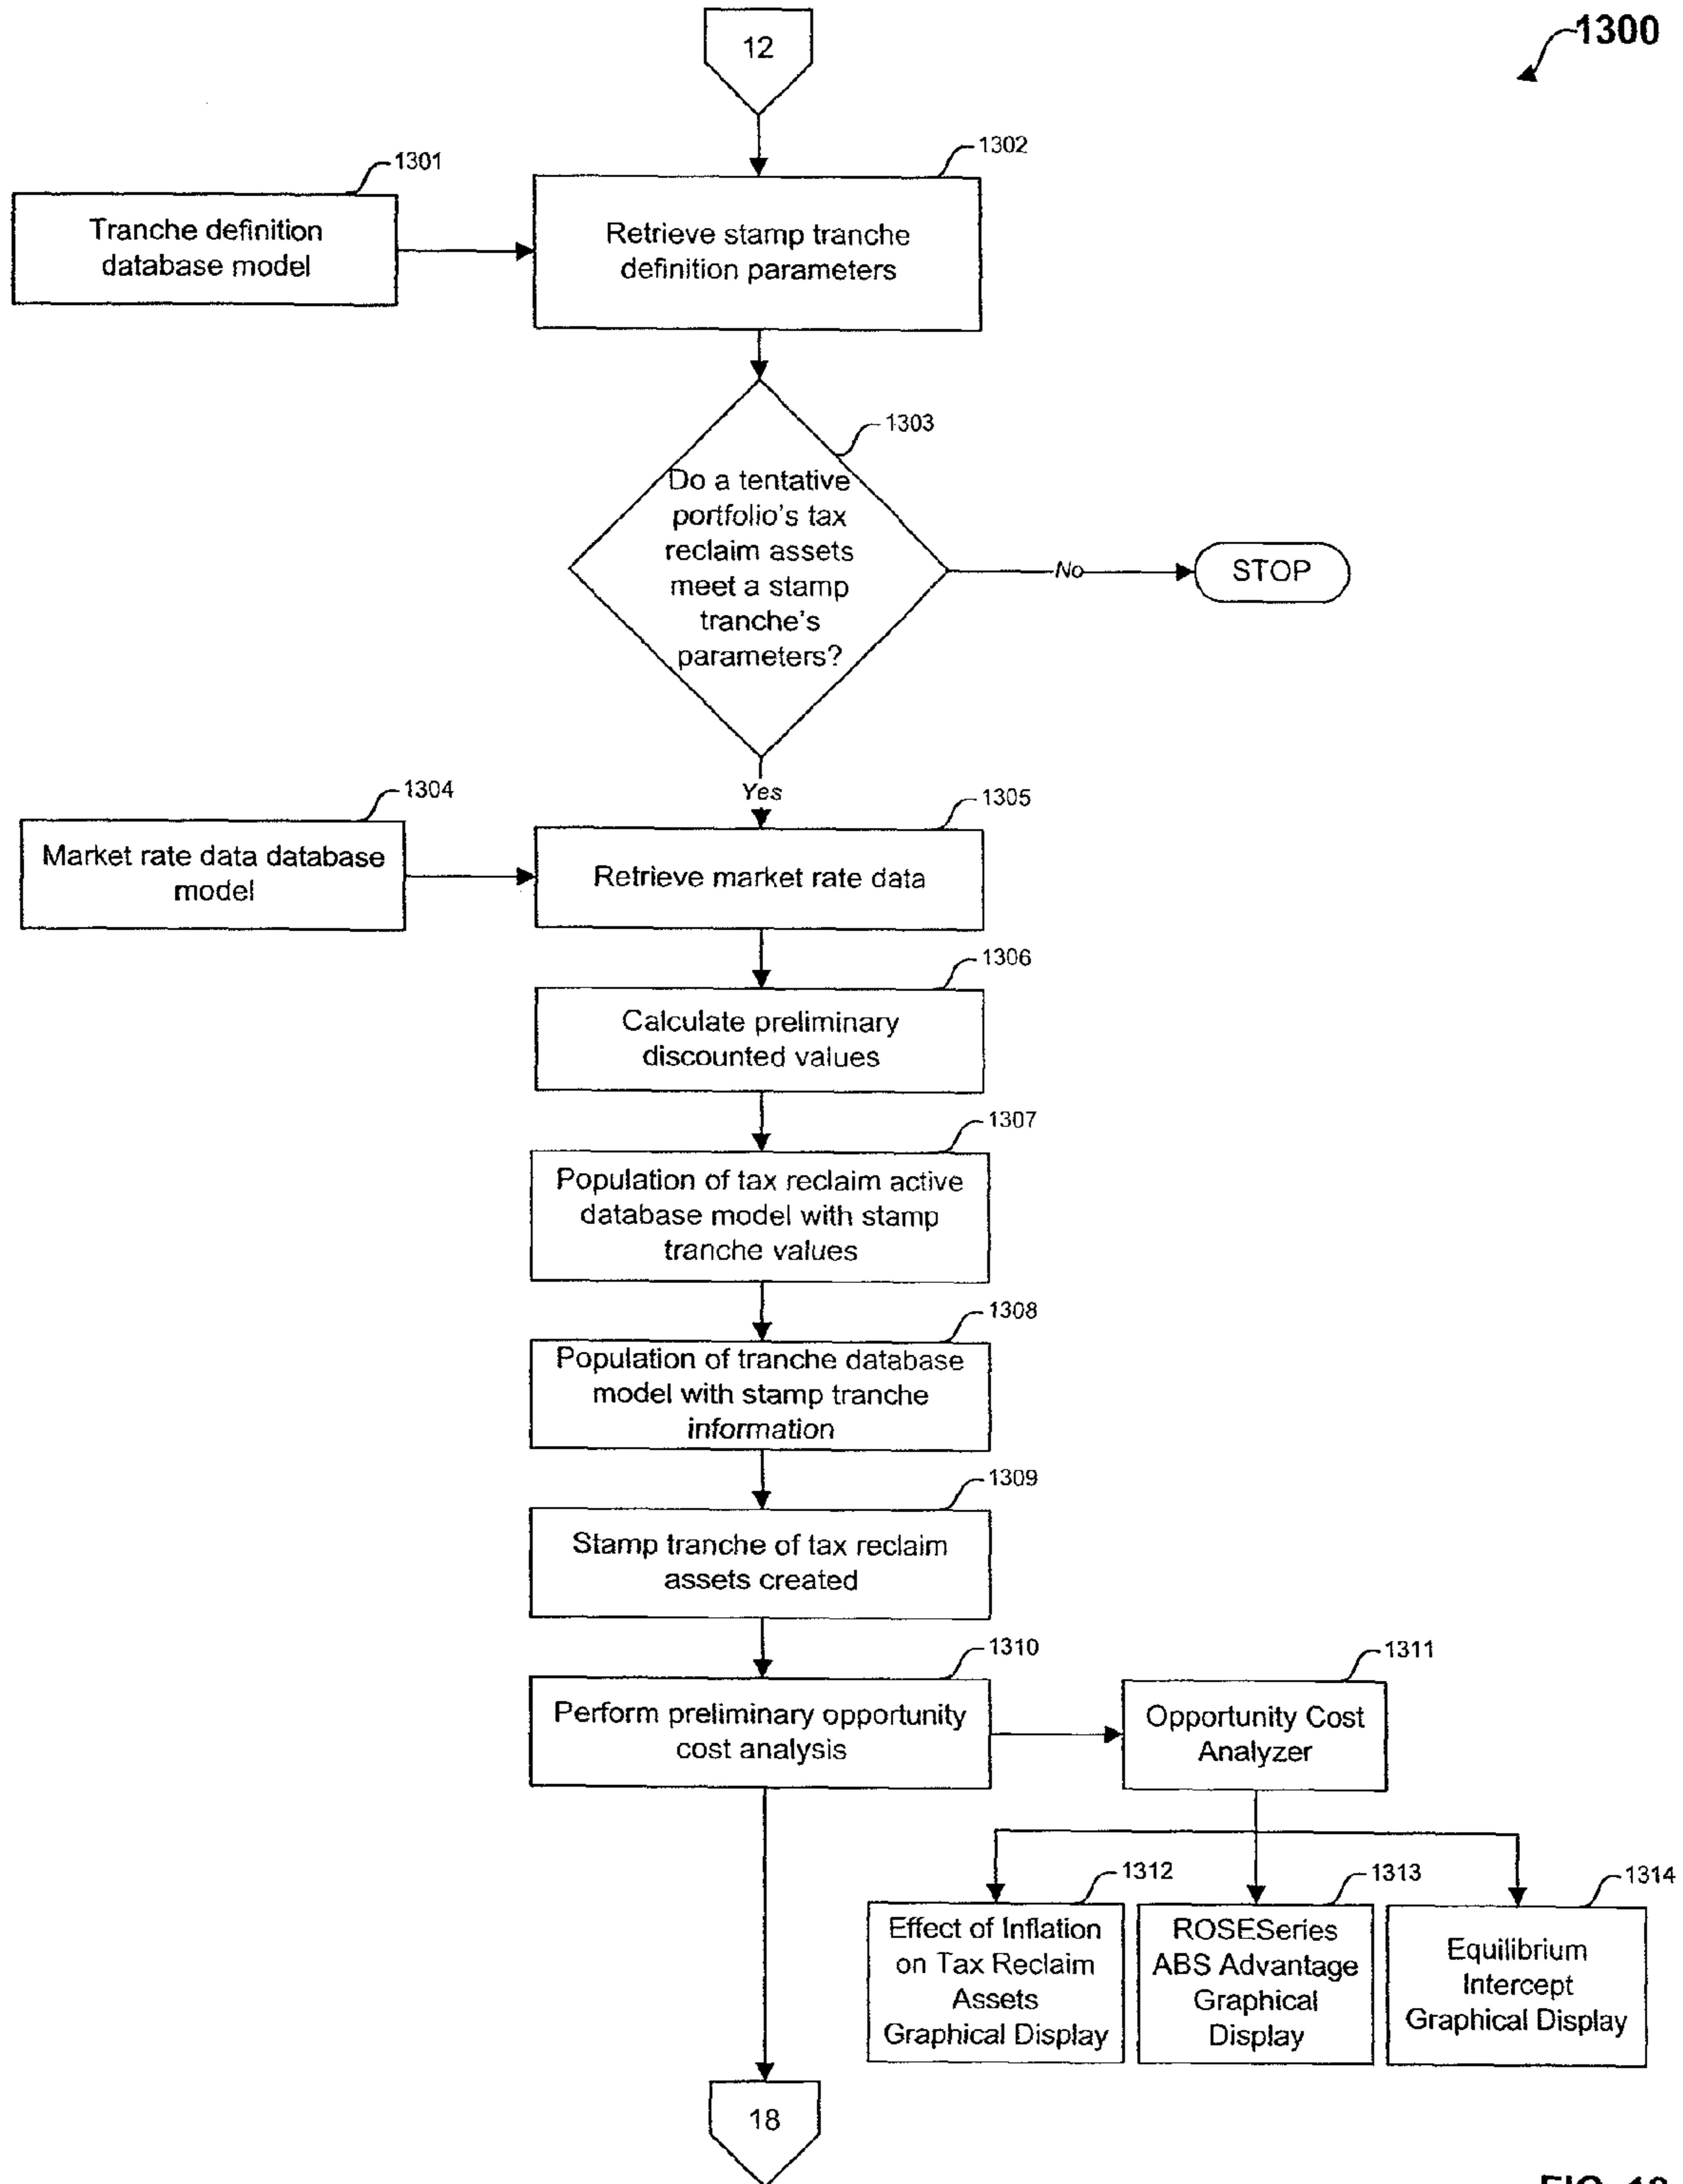 12
1300
1301
1302
Tranche definition
database model
Retrieve stamp tranche
definition parameters
1303
Do a tentative
portfolio's tax
reclaim assets
meet a stamp
tranche's
parameters?
No
STOP
Yes
1304
1305
Market rate data database
model
Retrieve market rate data
1306
Calculate preliminary
discounted values
1307
Population of tax reclaim active
database model with stamp
tranche values
1308
Population of tranche database
model with stamp tranche
information
1309
Stamp tranche of tax reclaim
assets created
1310
1311
Perform preliminary opportunity
cost analysis
Opportunity Cost
Analyzer
1312
1313
1314
Effect of Inflation
on Tax Reclaim
Assets
Graphical Display
ROSESeries
ABS Advantage
Graphical
Display
Equilibrium
Intercept
Graphical Display
18